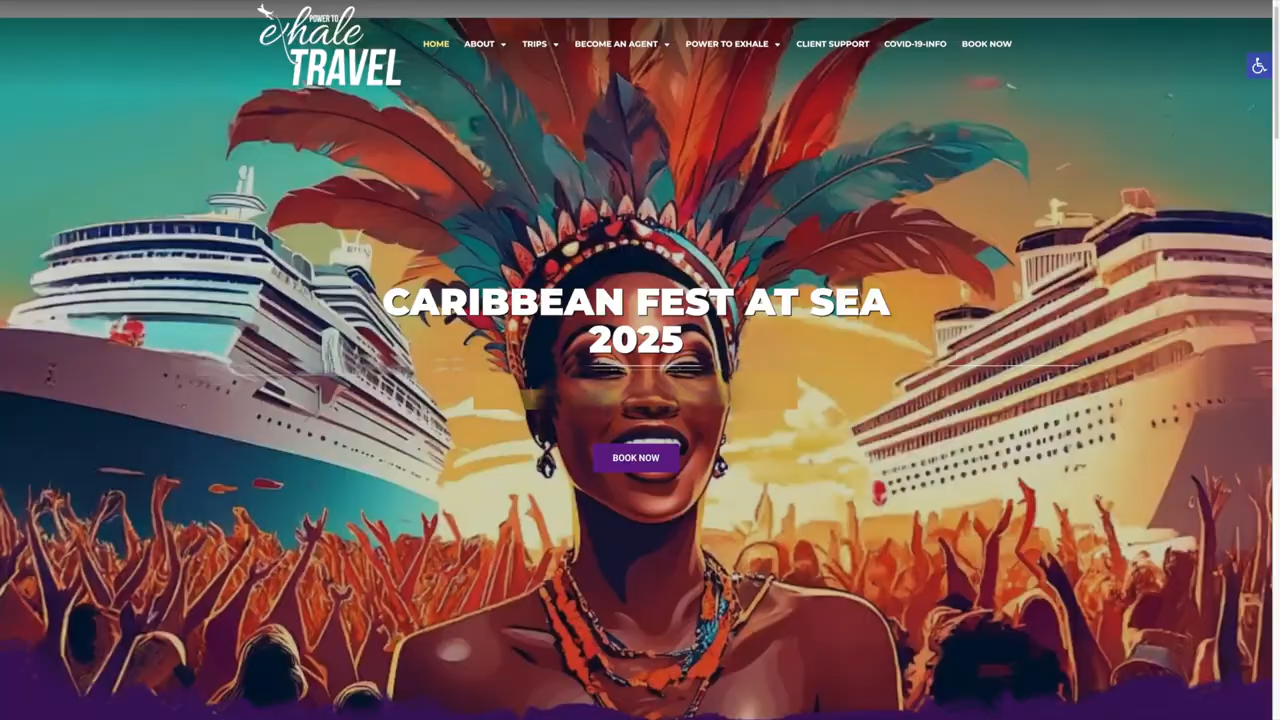 POWER TO
exhale
TRAVEL
HOME ABOUT TRIPS BECOME AN AGENT POWER TO EXHALE CLIENT SUPPORT COVID-19-INFO BOOK NOW
CARIBBEAN FEST AT SEA
2025
BOOK NOW